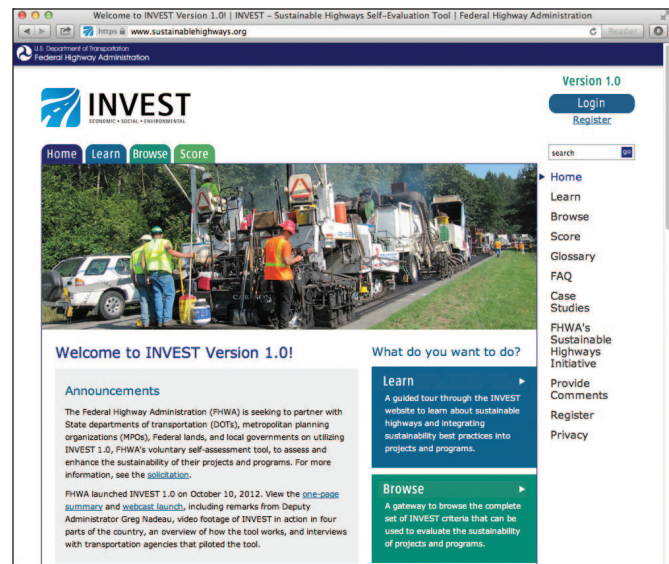 Welcome to INVEST Version 1.0! | INVEST – Sustainable Highways Self-Evaluation Tool | Federal Highway Administration
https www.sustainablehighways.org
Reader
U.S. Department of Transportation
Federal Highway Administration
Version 1.0
Login
Register
INVEST
ECONOMIC • SOCIAL • ENVIRONMENTAL
Home Learn Browse Score
search go
Home
Learn
Browse
Score
Glossary
FAQ
Case
Studies
FHWA's
Sustainable
Highways
Initiative
Provide
Comments
Register
Privacy
Welcome to INVEST Version 1.0!
Announcements
The Federal Highway Administration (FHWA) is seeking to partner with
State departments of transportation (DOTs), metropolitan planning
organizations (MPOs), Federal lands, and local governments on utilizing
INVEST 1.0, FHWA's voluntary self-assessment tool, to assess and
enhance the sustainability of their projects and programs. For more
information, see the solicitation.
FHWA launched INVEST 1.0 on October 10, 2012. View the one-page
summary and webcast launch, including remarks from Deputy
Administrator Greg Nadeau, video footage of INVEST in action in four
parts of the country, an overview of how the tool works, and interviews
with transportation agencies that piloted the tool.
What do you want to do?
Learn
A guided tour through the INVEST
website to learn about sustainable
highways and integrating
sustainability best practices into
projects and programs.
Browse
A gateway to browse the complete
set of INVEST criteria that can be
used to evaluate the sustainability
of projects and programs.